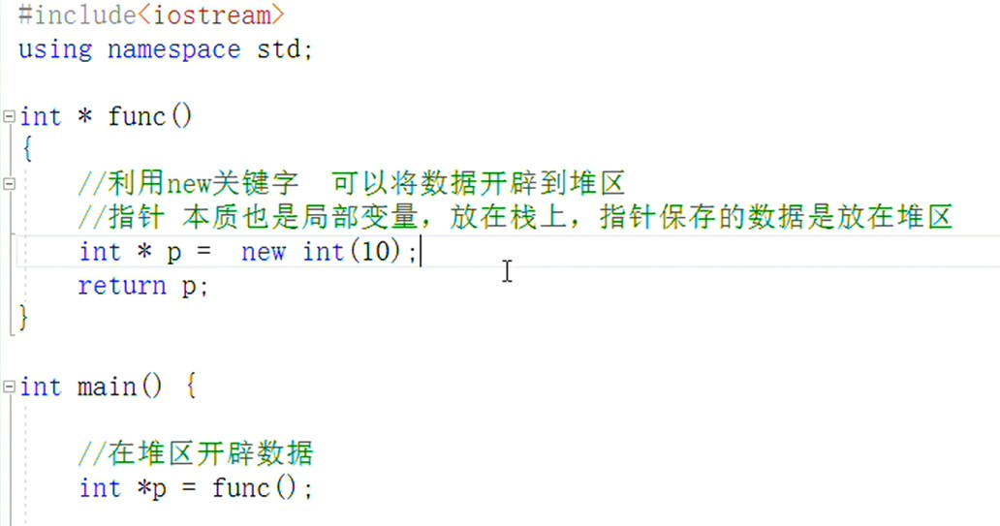 #include<iostream>
using namespace std;
int * func()
{
//利用new关键字 可以将数据开辟到堆区
//指针 本质也是局部变量，放在栈上，指针保存的数据是放在堆区
int * p = new int(10);
return p;
}
int main() {
//在堆区开辟数据
int *p = func();